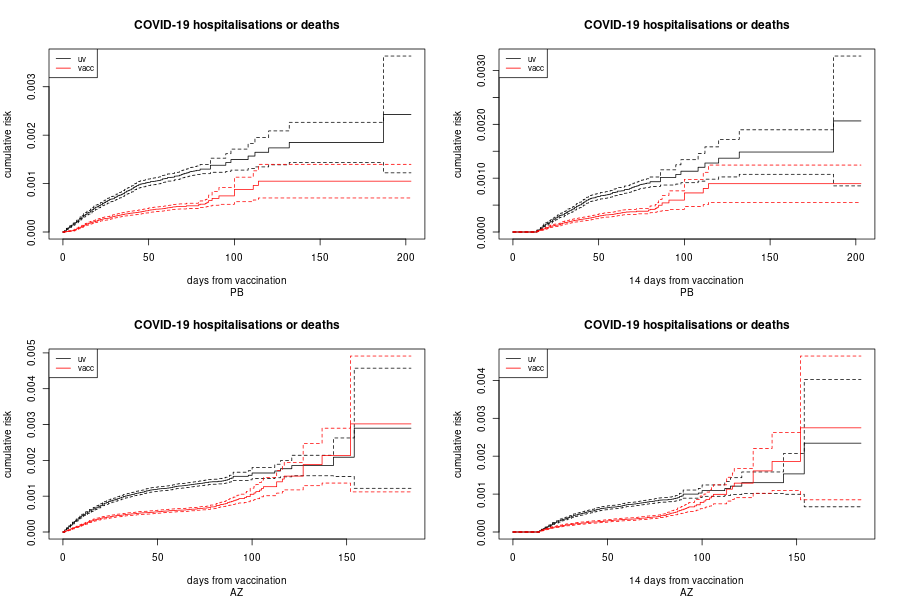 COVID-19 hospitalisations or deaths
uv
vacc
cumulative risk
0.000
0.001
0.002
0.003
0
50
100
150
200
days from vaccination
PB
COVID-19 hospitalisations or deaths
uv
vacc
cumulative risk
0.0000
0.0010
0.0020
0.0030
0
50
100
150
200
14 days from vaccination
PB
COVID-19 hospitalisations or deaths
uv
vacc
cumulative risk
0.000
0.001
0.002
0.003
0.004
0.005
0
50
100
150
days from vaccination
AZ
COVID-19 hospitalisations or deaths
uv
vacc
cumulative risk
0.000
0.001
0.002
0.003
0.004
0
50
100
150
14 days from vaccination
AZ